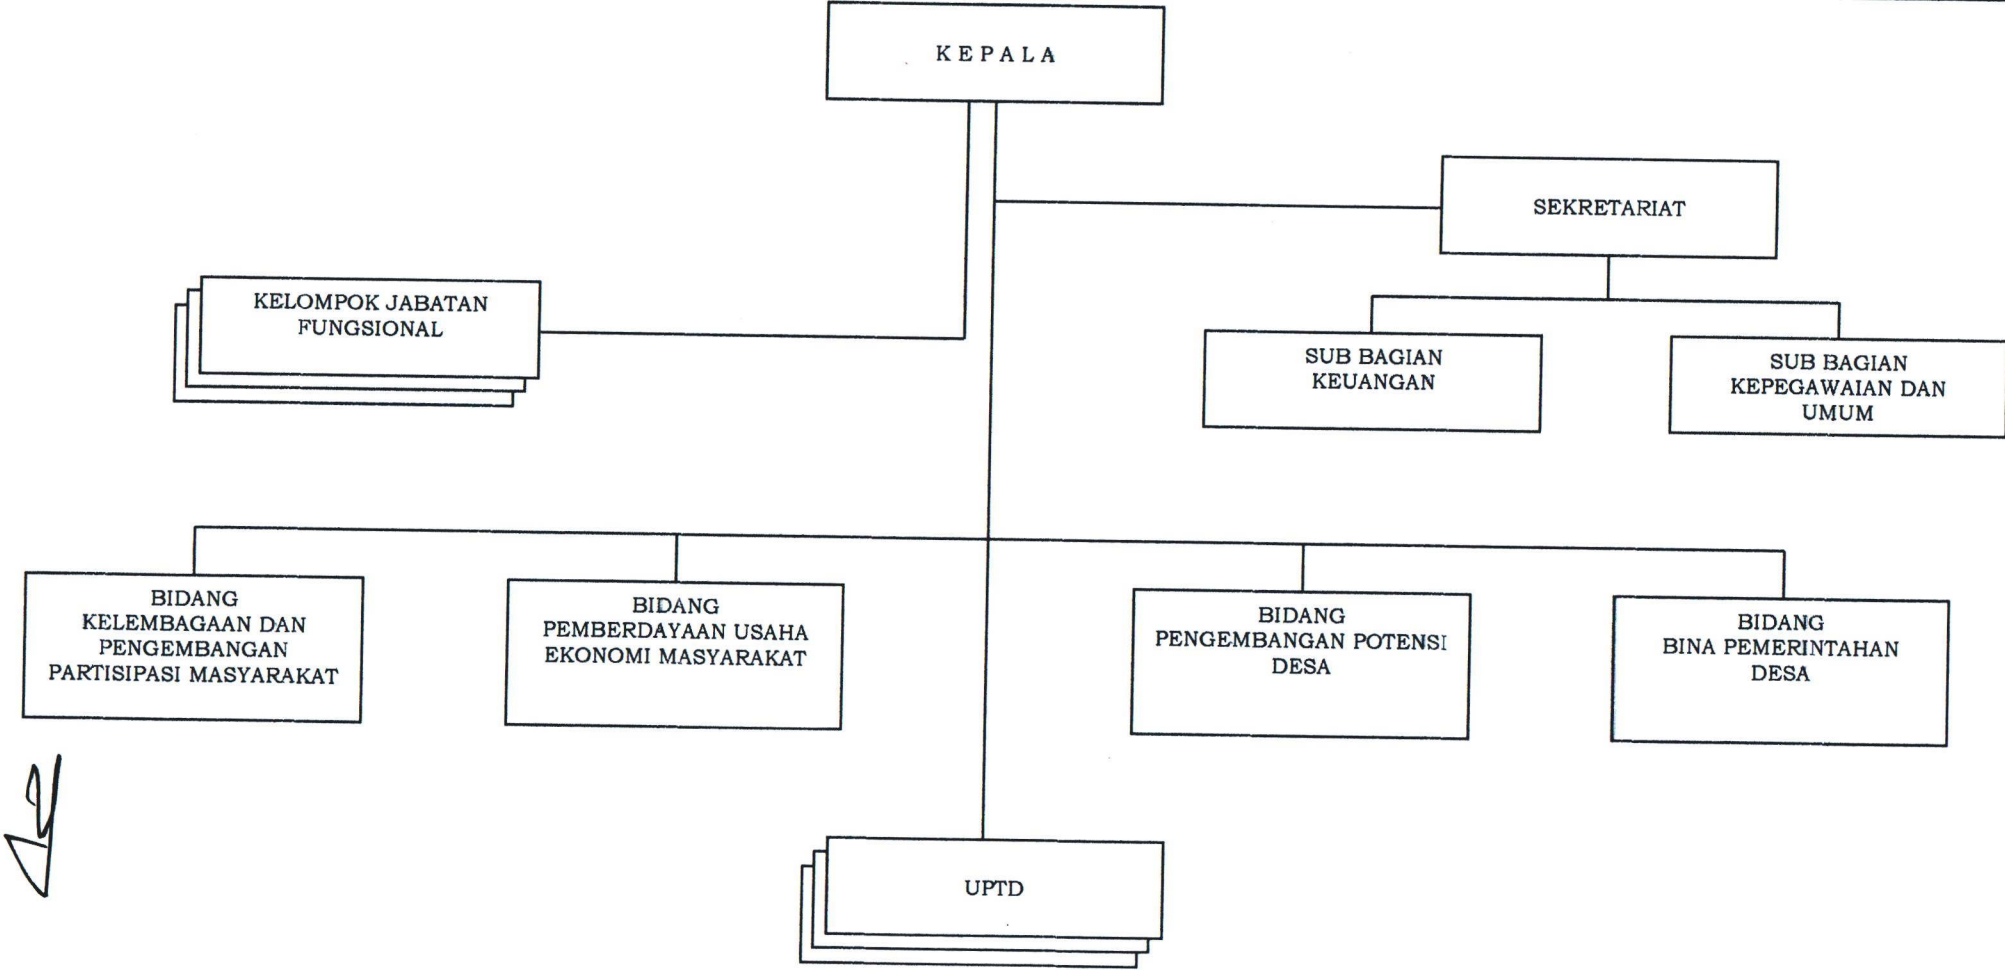 K E P A L A
SEKRETARIAT
KELOMPOK JABATAN
FUNGSIONAL
SUB BAGIAN
KEUANGAN
SUB BAGIAN
KEPEGAWAIAN DAN
UMUM
BIDANG
KELEMBAGAAN DAN
PENGEMBANGAN
PARTISIPASI MASYARAKAT
BIDANG
PEMBERDAYAAN USAHA
EKONOMI MASYARAKAT
BIDANG
PENGEMBANGAN POTENSI
DESA
BIDANG
BINA PEMERINTAHAN
DESA
UPTD